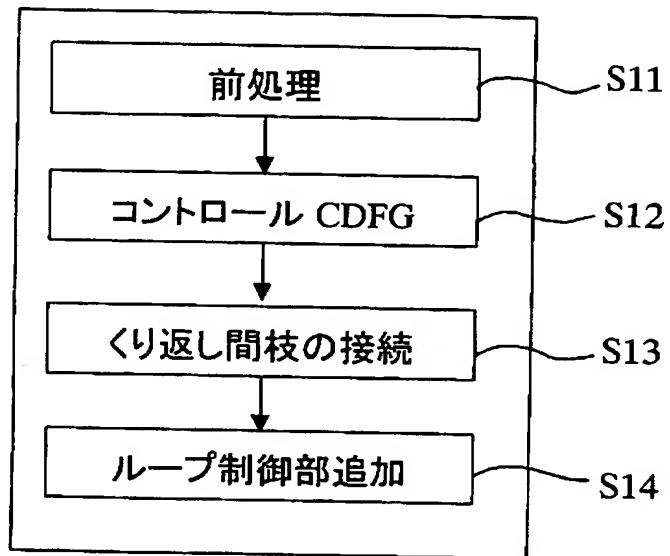 前処理
S11
コントロール CDFG
S12
くり返し間枝の接続
S13
ループ制御部追加
S14